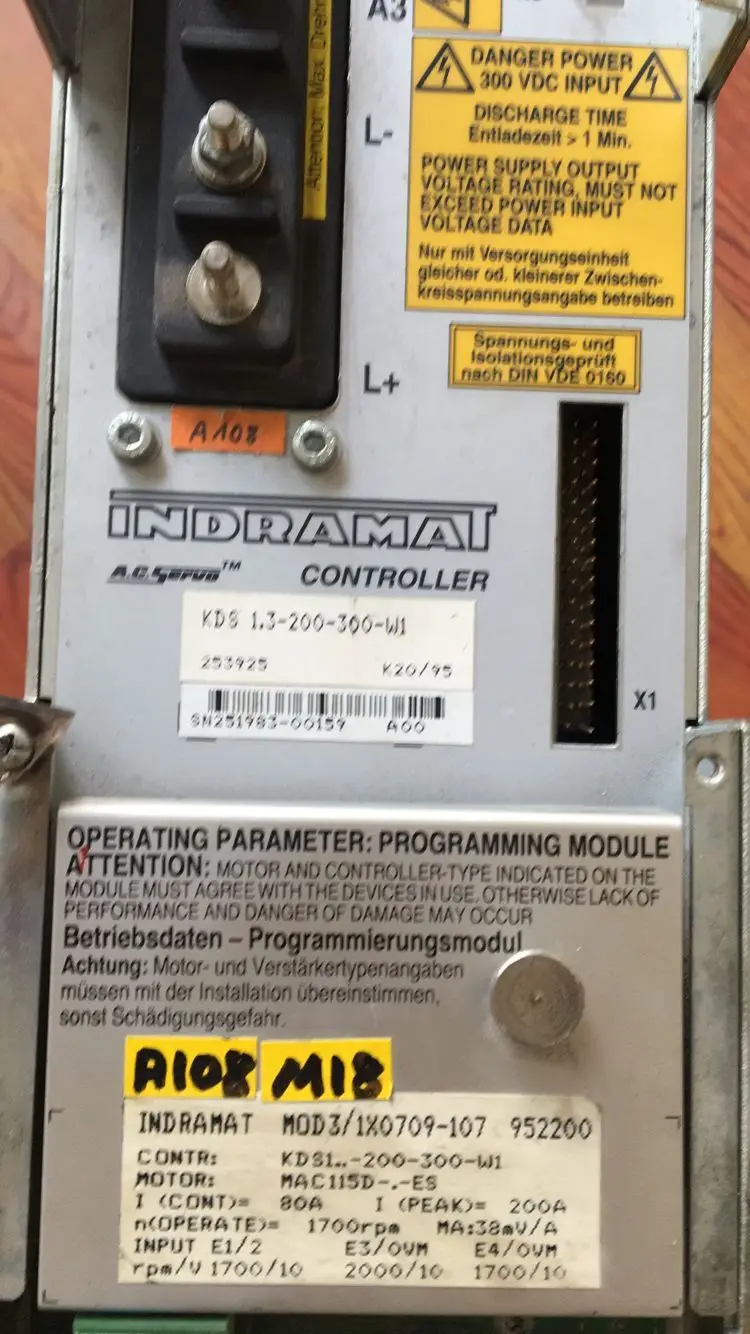 A3
DANGER POWER
300 VDC INPUT
DISCHARGE TIME
Entladezeit > 1 Min.
POWER SUPPLY OUTPUT
VOLTAGE RATING, MUST NOT
EXCEED POWER INPUT
VOLTAGE DATA
Nur mit Versorgungseinheit
gleicher od. kleinerer Zwischen-
kreisspannungsangabe betreiben
Attention: Max.
L-
Spannungs- und
Isolationsgeprüft
nach DIN VDE 0160
L+
A108
INDRAMAT
A.C. Servo™ CONTROLLER
KDS 1.3-200-300-W1
253925 K20/95
SN251983-00159 A00
X1
OPERATING PARAMETER: PROGRAMMING MODULE
ATTENTION: MOTOR AND CONTROLLER-TYPE INDICATED ON THE
MODULE MUST AGREE WITH THE DEVICES IN USE. OTHERWISE LACK OF
PERFORMANCE AND DANGER OF DAMAGE MAY OCCUR
Betriebsdaten – Programmierungsmodul
Achtung: Motor- und Verstärkertypenangaben
müssen mit der Installation übereinstimmen,
sonst Schädigungsgefahr.
A108 M18
INDRAMAT MOD3/1X0709-107 952200
CONTR: KDS1..-200-300-W1
MOTOR: MAC115D-.-ES
I (CONT)= 80A I (PEAK)= 200A
n(OPERATE)= 1700rpm MA:38mV/A
INPUT E1/2 E3/0VM E4/0VM
rpm/V 1700/10 2000/10 1700/10